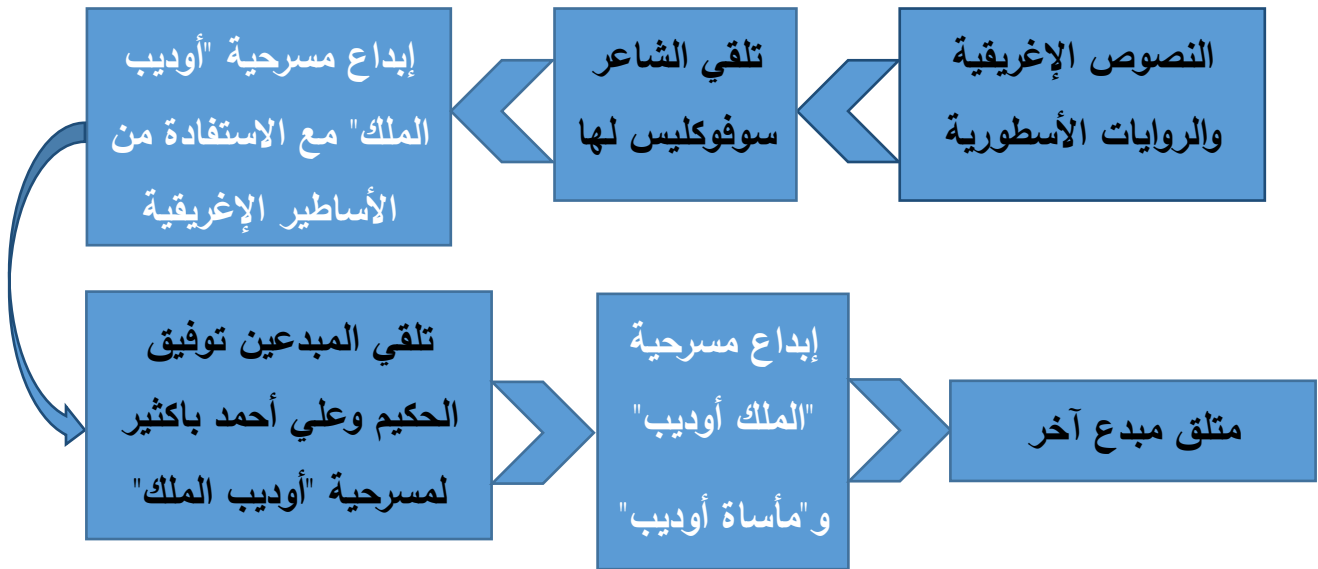 النصوص الإغريقية
والروايات الأسطورية
تلقي الشاعر
سوفوكليس لها
إبداع مسرحية "أوديب
الملك" مع الاستفادة من
الأساطير الإغريقية
تلقي المبدعين توفيق
الحكيم وعلي أحمد باكثير
لمسرحية "أوديب الملك"
إبداع مسرحية
"الملك أوديب"
و"مأساة أوديب"
متلق مبدع آخر